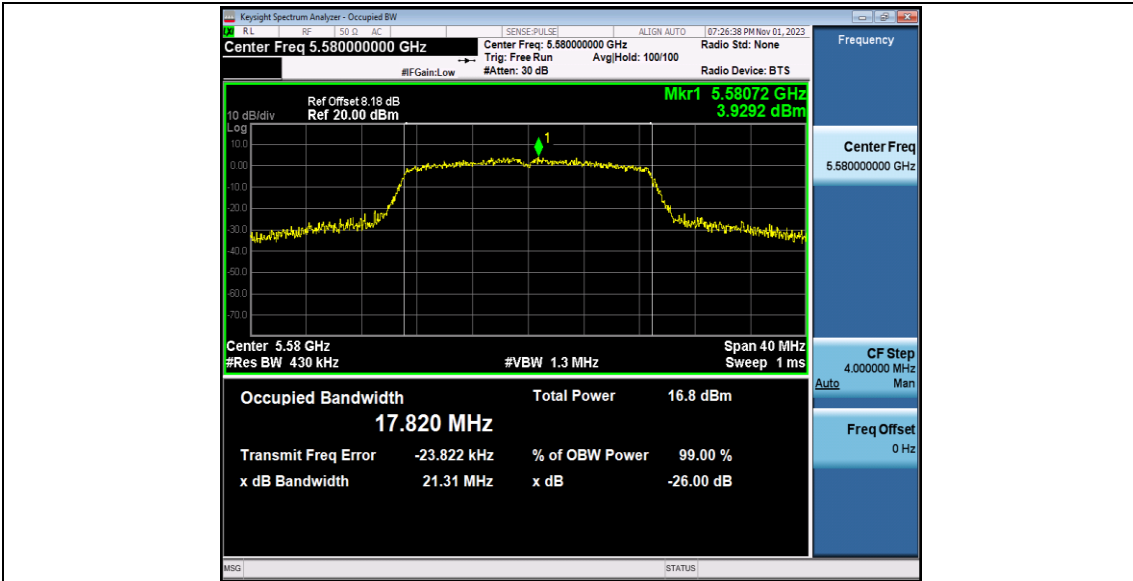 Keysight Spectrum Analyzer - Occupied BW
RL RF 50 Ω AC SENSE:PULSE ALIGN AUTO 07:26:38 PM Nov 01, 2023
Center Freq 5.580000000 GHz
Center Freq: 5.580000000 GHz
Radio Std: None
Trig: Free Run Avg|Hold: 100/100
#IFGain:Low
#Atten: 30 dB
Radio Device: BTS
Frequency
Ref Offset 8.18 dB
10 dB/div Ref 20.00 dBm
Mkr1 5.58072 GHz
3.9292 dBm
Log
10.0
0.00
-10.0
-20.0
-30.0
-40.0
-50.0
-60.0
-70.0
1
Center 5.58 GHz
Span 40 MHz
#Res BW 430 kHz
#VBW 1.3 MHz
Sweep 1 ms
Occupied Bandwidth
17.820 MHz
Total Power 16.8 dBm
Transmit Freq Error -23.822 kHz
% of OBW Power 99.00 %
x dB Bandwidth 21.31 MHz
x dB -26.00 dB
Center Freq
5.580000000 GHz
CF Step
4.000000 MHz
Auto Man
Freq Offset
0 Hz
MSG STATUS